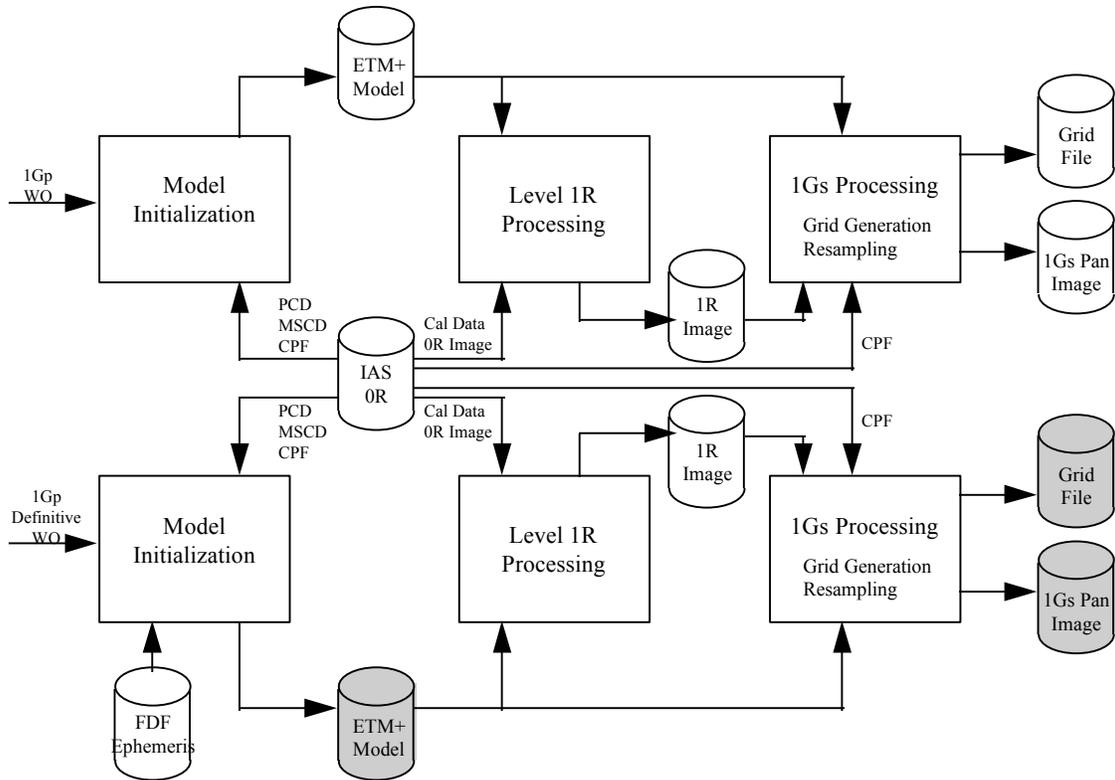 ETM+
Model
Grid
File
1Gp
WO
Model
Initialization
Level 1R
Processing
1Gs Processing
Grid Generation
Resampling
1Gs Pan
Image
PCD
MSCD
CPF
Cal Data
0R Image
1R
Image
CPF
IAS
0R
PCD
MSCD
CPF
Cal Data
0R Image
1R
Image
CPF
Grid
File
1Gp
Definitive
WO
Model
Initialization
Level 1R
Processing
1Gs Processing
Grid Generation
Resampling
1Gs Pan
Image
FDF
Ephemeris
ETM+
Model